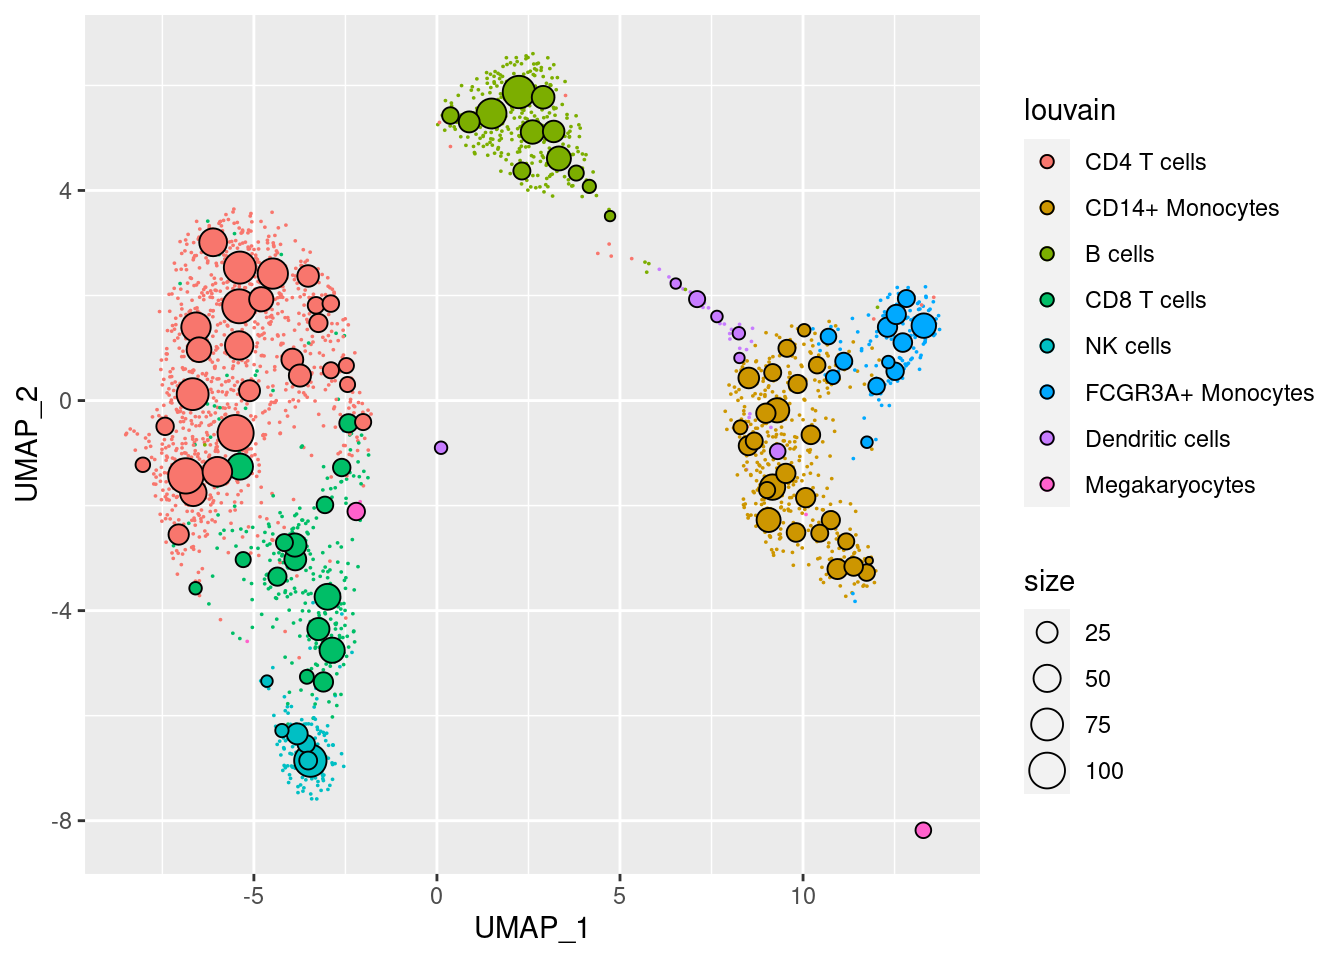 4
0
-4
-8
UMAP_2
-5
0
5
10
UMAP_1
louvain
CD4 T cells
CD14+ Monocytes
B cells
CD8 T cells
NK cells
FCGR3A+ Monocytes
Dendritic cells
Megakaryocytes
size
25
50
75
100